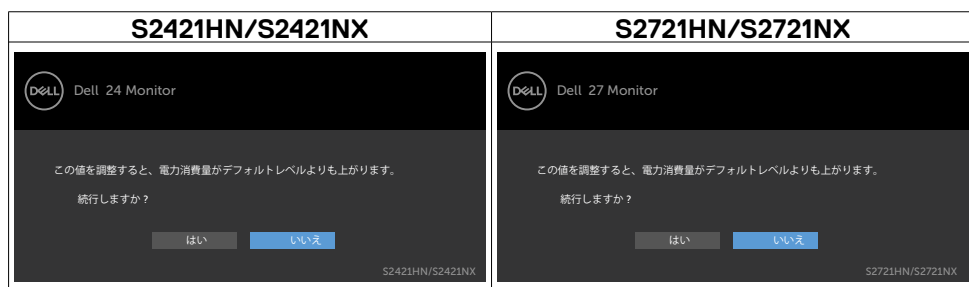 S2421HN/S2421NX
S2721HN/S2721NX
DELL Dell 24 Monitor
この値を調整すると、電力消費量がデフォルトレベルよりも上がります。
続行しますか ?
はい いいえ
S2421HN/S2421NX
DELL Dell 27 Monitor
この値を調整すると、電力消費量がデフォルトレベルよりも上がります。
続行しますか ?
はい いいえ
S2721HN/S2721NX